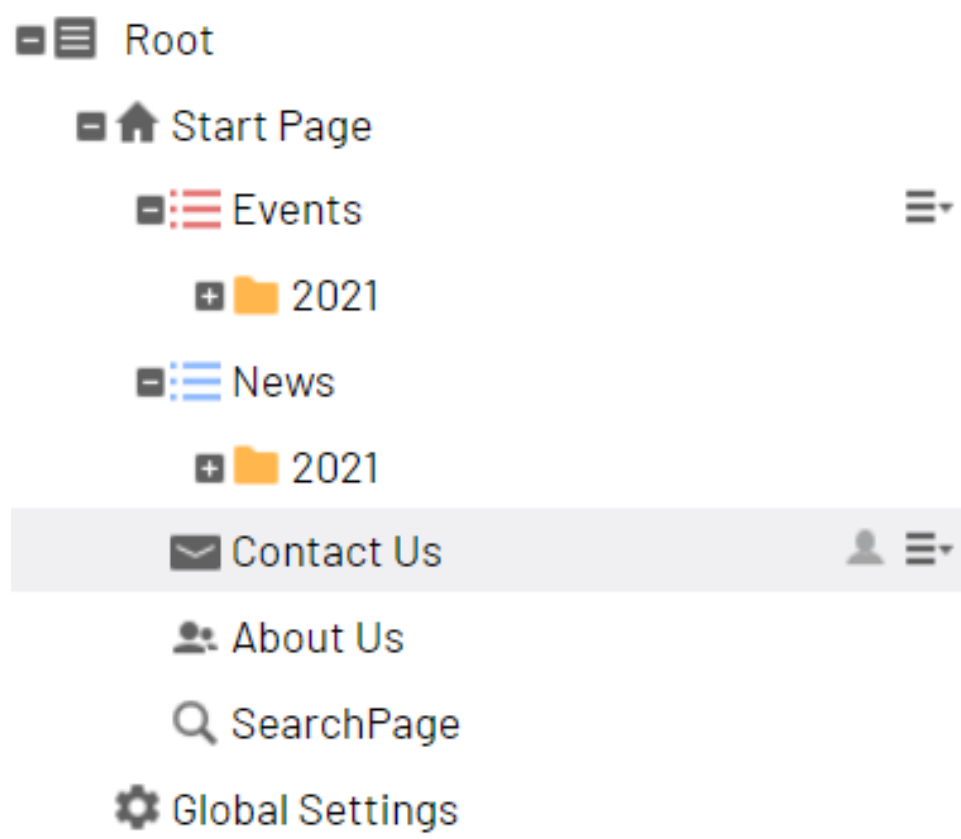 Root
Start Page
Events
2021
News
2021
Contact Us
About Us
SearchPage
Global Settings